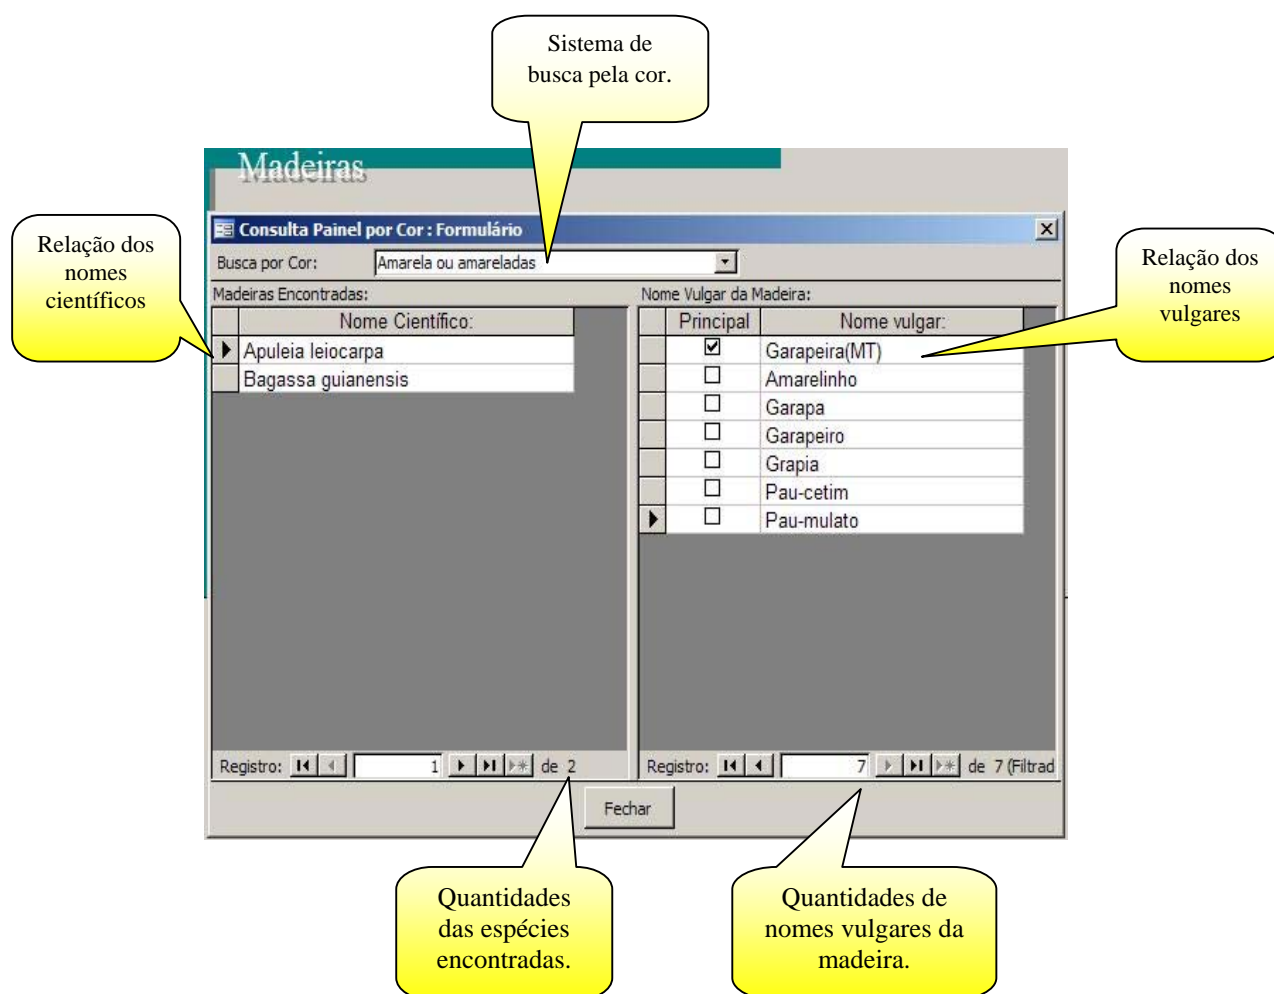 Sistema de
busca pela cor.
Madeiras
Consulta Painel por Cor : Formulário
Relação dos
nomes
científicos
Busca por Cor:
Amarela ou amareladas
Relação dos
nomes
vulgares
Madeiras Encontradas:
Nome Vulgar da Madeira:
Nome Científico:
Principal
Nome vulgar:
Apuleia leiocarpa
Bagassa guianensis
Garapeira(MT)
Amarelinho
Garapa
Garapeiro
Grapia
Pau-cetim
Pau-mulato
Registro: 1 de 2
Registro: 7 de 7 (Filtrad
Fechar
Quantidades
das espécies
encontradas.
Quantidades de
nomes vulgares da
madeira.